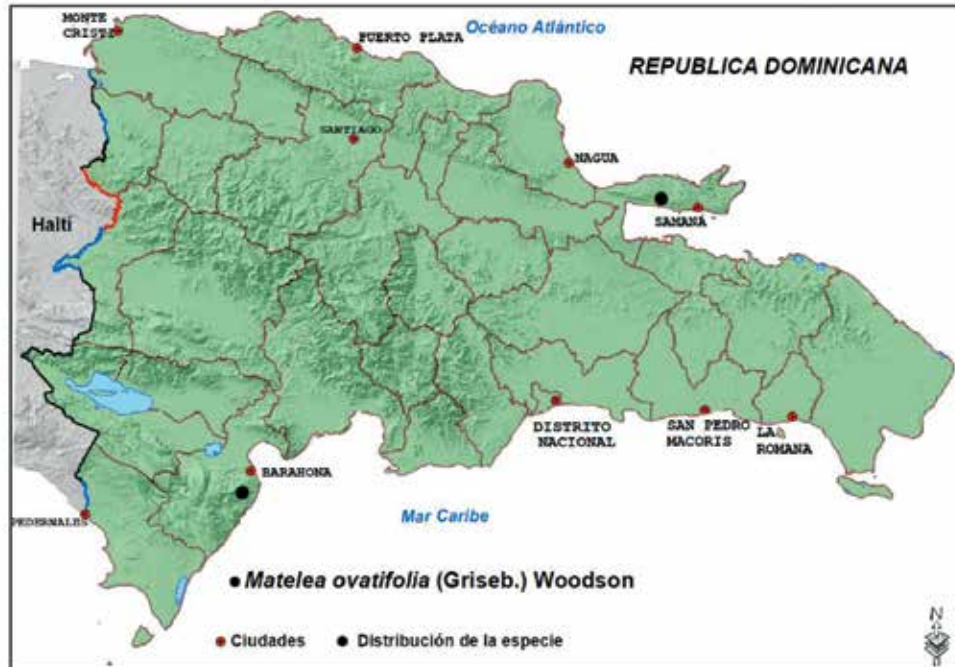 MONTE
CRISTI
PUERTO PLATA
Océano Atlántico
REPUBLICA DOMINICANA
SANTIAGO
NAGUA
Haití
SAMANÁ
DISTRITO
NACIONAL
SAN PEDRO
MACORIS
LA
ROMANA
BARAHONA
PEDERNALES
Mar Caribe
Matelea ovatifolia (Griseb.) Woodson
Ciudades
Distribución de la especie
N